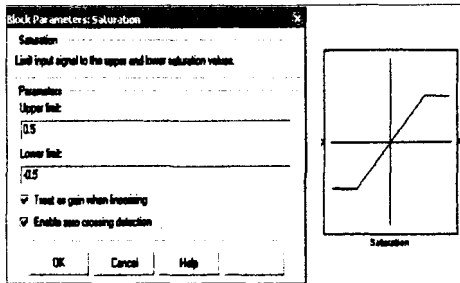 Block Parameters: Saturation
Saturation
Limit input signal to the upper and lower saturation values.
Parameters
Upper limit:
0.5
Lower limit:
-0.5
Treat as gain when linearizing
Enable zero crossing detection
OK Cancel Help
Saturation